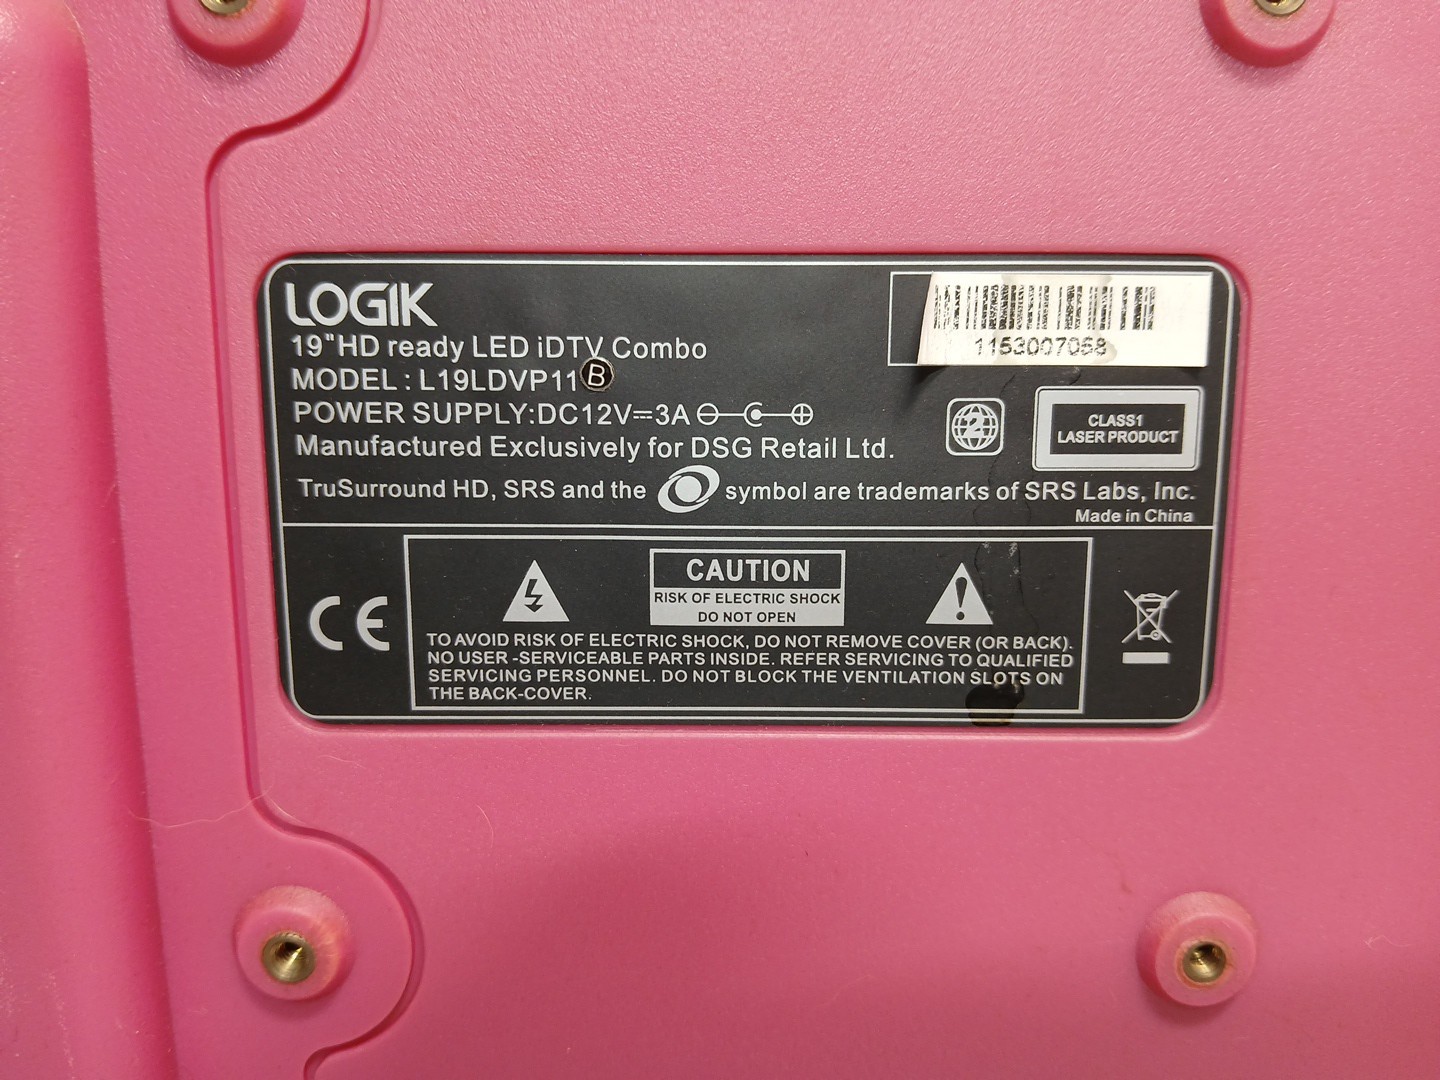 LOGIK
19"HD ready LED iDTV Combo
MODEL : L19LDVP11 B
POWER SUPPLY:DC12V⎓3A
Manufactured Exclusively for DSG Retail Ltd.
TruSurround HD, SRS and the symbol are trademarks of SRS Labs, Inc.
Made in China
1153007058
2
CLASS1
LASER PRODUCT
CE
CAUTION
RISK OF ELECTRIC SHOCK
DO NOT OPEN
TO AVOID RISK OF ELECTRIC SHOCK, DO NOT REMOVE COVER (OR BACK).
NO USER -SERVICEABLE PARTS INSIDE. REFER SERVICING TO QUALIFIED
SERVICING PERSONNEL. DO NOT BLOCK THE VENTILATION SLOTS ON
THE BACK-COVER.